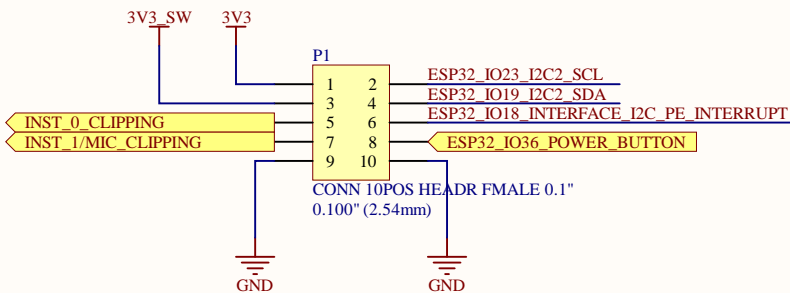 3V3_SW 3V3
P1
1 2 ESP32_IO23_I2C2_SCL
3 4 ESP32_IO19_I2C2_SDA
INST_0_CLIPPING 5 6 ESP32_IO18_INTERFACE_I2C_PE_INTERRUPT
INST_1/MIC_CLIPPING 7 8 ESP32_IO36_POWER_BUTTON
9 10
CONN 10POS HEADR FMALE 0.1"
0.100" (2.54mm)
GND GND